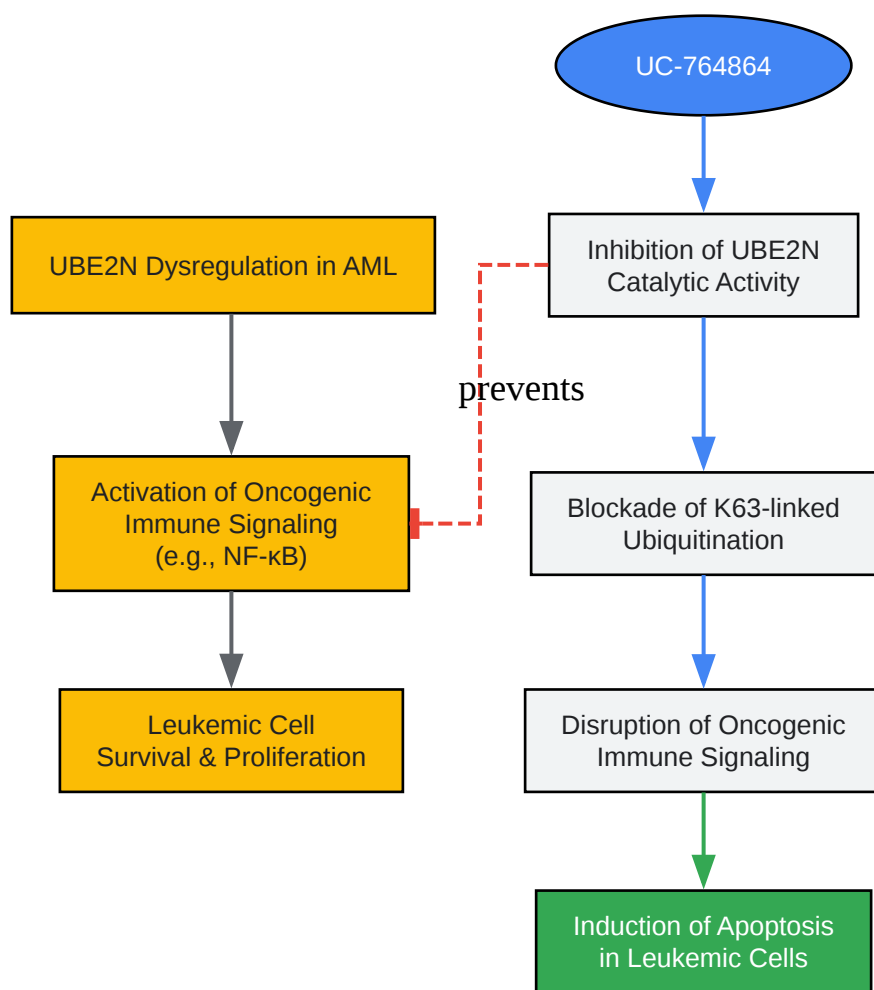 UC-764864
UBE2N Dysregulation in AML
Inhibition of UBE2N
Catalytic Activity
prevents
Activation of Oncogenic
Immune Signaling
(e.g., NF-κB)
Blockade of K63-linked
Ubiquitination
Leukemic Cell
Survival & Proliferation
Disruption of Oncogenic
Immune Signaling
Induction of Apoptosis
in Leukemic Cells